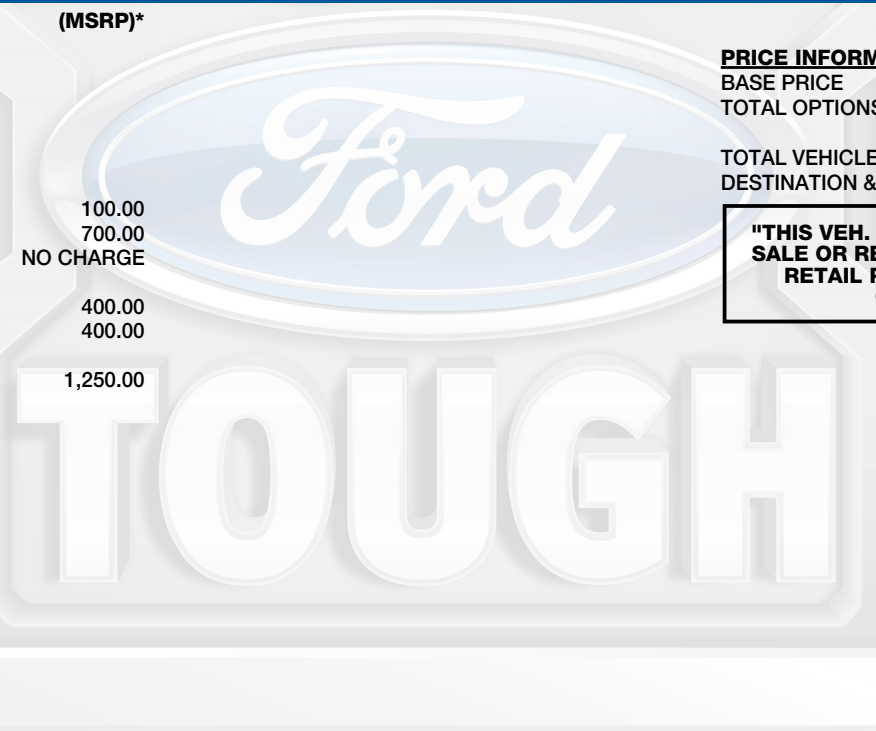 (MSRP)*
100.00
700.00
NO CHARGE
400.00
400.00
1,250.00
PRICE INFORM
BASE PRICE
TOTAL OPTIONS
TOTAL VEHICLE
DESTINATION &
"THIS VEH.
SALE OR RE
RETAIL
Ford
TOUGH